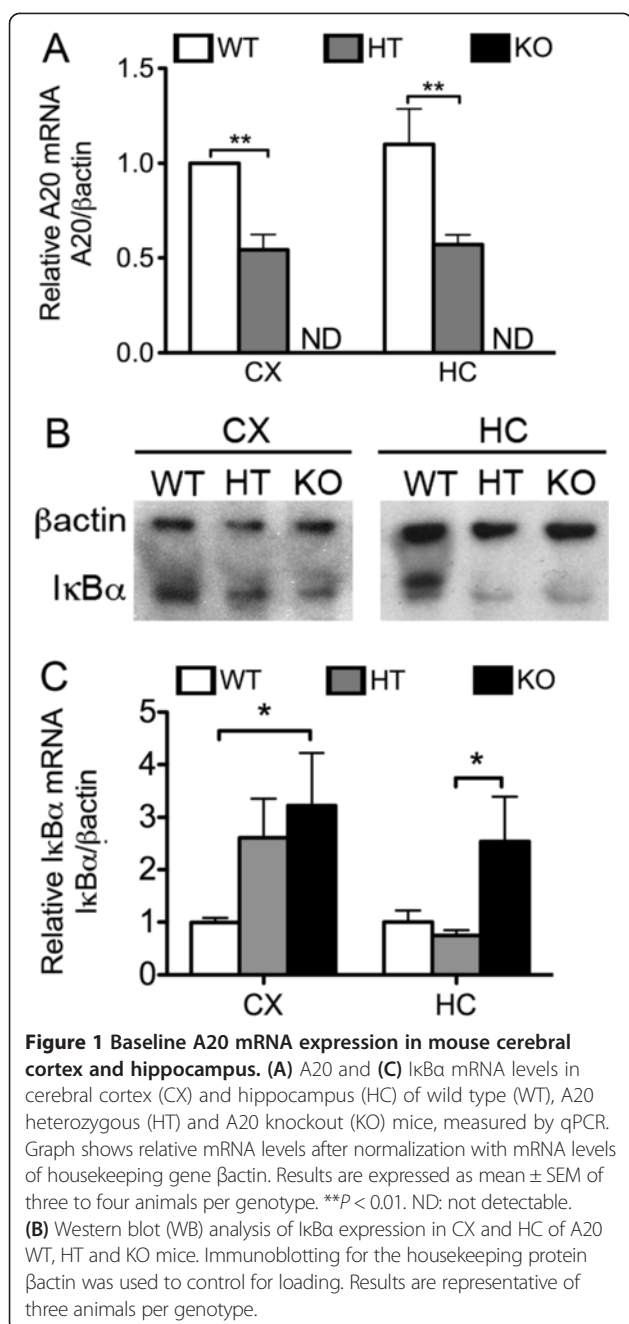 A
WT HT KO
Relative A20 mRNA
A20/βactin
1.5
1.0
0.5
0.0
**
**
ND
ND
CX HC
B
CX HC
WT HT KO WT HT KO
βactin
IκBα
C
WT HT KO
Relative IκBα mRNA
IκBα/βactin
5
4
3
2
1
0
*
*
CX HC
Figure 1 Baseline A20 mRNA expression in mouse cerebral
cortex and hippocampus. (A) A20 and (C) IκBα mRNA levels in
cerebral cortex (CX) and hippocampus (HC) of wild type (WT), A20
heterozygous (HT) and A20 knockout (KO) mice, measured by qPCR.
Graph shows relative mRNA levels after normalization with mRNA levels
of housekeeping gene βactin. Results are expressed as mean ± SEM of
three to four animals per genotype. **P < 0.01. ND: not detectable.
(B) Western blot (WB) analysis of IκBα expression in CX and HC of A20
WT, HT and KO mice. Immunoblotting for the housekeeping protein
βactin was used to control for loading. Results are representative of
three animals per genotype.